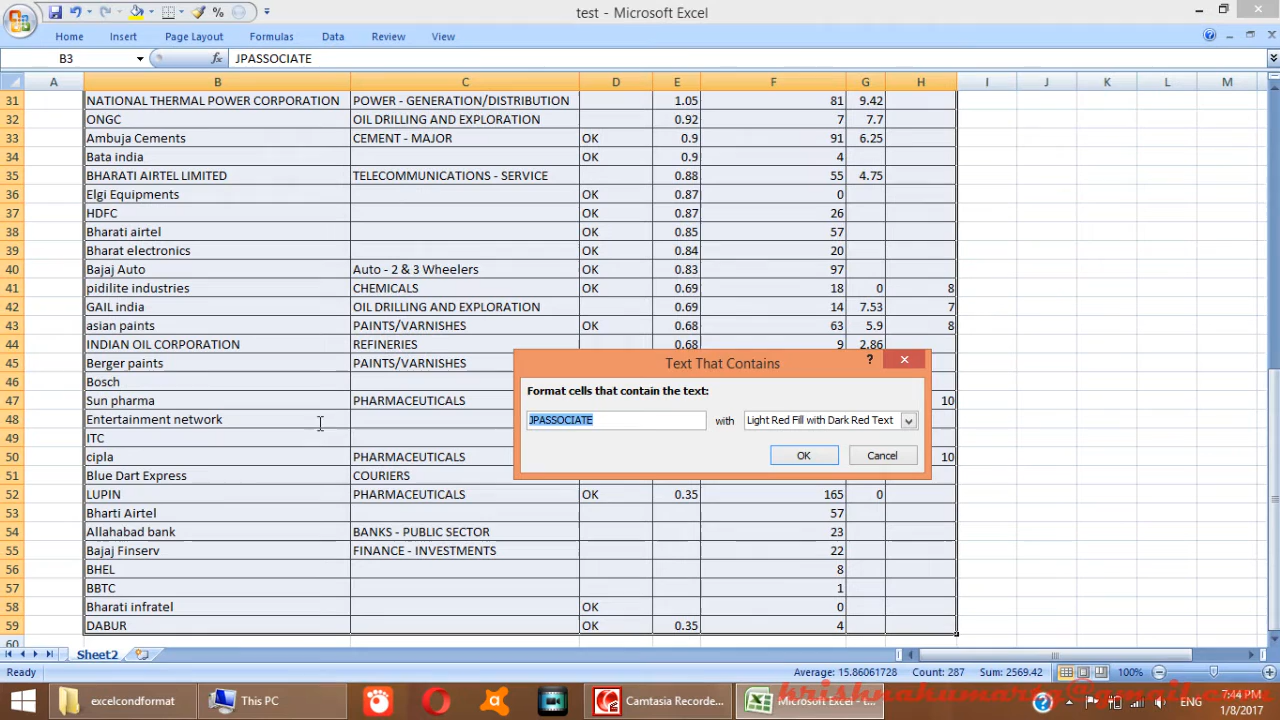 test - Microsoft Excel
Home Insert Page Layout Formulas Data Review View
B3 fx JPASSOCIATE
A B C D E F G H I J K L M
31 NATIONAL THERMAL POWER CORPORATION POWER - GENERATION/DISTRIBUTION 1.05 81 9.42
32 ONGC OIL DRILLING AND EXPLORATION 0.92 7 7.7
33 Ambuja Cements CEMENT - MAJOR OK 0.9 91 6.25
34 Bata india OK 0.9 4
35 BHARATI AIRTEL LIMITED TELECOMMUNICATIONS - SERVICE 0.88 55 4.75
36 Elgi Equipments OK 0.87 0
37 HDFC OK 0.87 26
38 Bharati airtel OK 0.85 57
39 Bharat electronics OK 0.84 20
40 Bajaj Auto Auto - 2 & 3 Wheelers OK 0.83 97
41 pidilite industries CHEMICALS OK 0.69 18 0 8
42 GAIL india OIL DRILLING AND EXPLORATION 0.69 14 7.53 7
43 asian paints PAINTS/VARNISHES OK 0.68 63 5.9 8
44 INDIAN OIL CORPORATION REFINERIES 0.68 9 2.86
45 Berger paints PAINTS/VARNISHES
46 Bosch
47 Sun pharma PHARMACEUTICALS 10
48 Entertainment network
49 ITC
50 cipla PHARMACEUTICALS 10
51 Blue Dart Express COURIERS
52 LUPIN PHARMACEUTICALS OK 0.35 165 0
53 Bharti Airtel 57
54 Allahabad bank BANKS - PUBLIC SECTOR 23
55 Bajaj Finserv FINANCE - INVESTMENTS 22
56 BHEL 8
57 BBTC 1
58 Bharati infratel OK 0
59 DABUR OK 0.35 4
60
Text That Contains ?
Format cells that contain the text:
JPASSOCIATE with Light Red Fill with Dark Red Text
OK Cancel
Sheet2
Ready Average: 15.86061728 Count: 287 Sum: 2569.42 100%
excelcondformat This PC Camtasia Recorde... Microsoft Excel - t... ENG 7:44 PM
1/8/2017